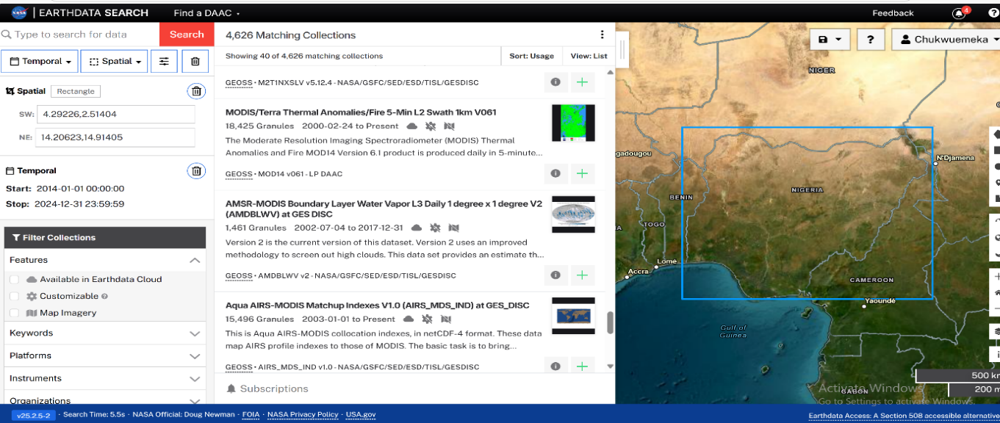 NASA | EARTHDATA SEARCH Find a DAAC Feedback 4 ?
Type to search for data Search
Temporal Spatial
Spatial Rectangle
SW: 4.29226,2.51404
NE: 14.20623,14.91405
Temporal
Start: 2014-01-01 00:00:00
Stop: 2024-12-31 23:59:59
Filter Collections
Features
Available in Earthdata Cloud
Customizable ?
Map Imagery
Keywords
Platforms
Instruments
Organizations
4,626 Matching Collections
Showing 40 of 4,626 matching collections Sort: Usage View: List
GEOSS • M2T1NXSLV v5.12.4 - NASA/GSFC/SED/ESD/TISL/GESDISC
MODIS/Terra Thermal Anomalies/Fire 5-Min L2 Swath 1km V061
18,425 Granules 2000-02-24 to Present
The Moderate Resolution Imaging Spectroradiometer (MODIS) Thermal
Anomalies and Fire MOD14 Version 6.1 product is produced daily in 5-minute...
GEOSS • MOD14 v061 - LP DAAC
AMSR-MODIS Boundary Layer Water Vapor L3 Daily 1 degree x 1 degree V2
(AMDBLWV) at GES DISC
1,461 Granules 2002-07-04 to 2017-12-31
Version 2 is the current version of this dataset. Version 2 uses an improved
methodology to screen out high clouds. This data set provides an estimate th...
GEOSS • AMDBLWV v2 - NASA/GSFC/SED/ESD/TISL/GESDISC
Aqua AIRS-MODIS Matchup Indexes V1.0 (AIRS_MDS_IND) at GES_DISC
15,496 Granules 2003-01-01 to Present
This is Aqua AIRS-MODIS collocation indexes, in netCDF-4 format. These data
map AIRS profile indexes to those of MODIS. The basic task is to bring...
GEOSS • AIRS_MDS_IND v1.0 - NASA/GSFC/SED/ESD/TISL/GESDISC
Subscriptions
? Chukwuemeka
NIGER
gadougou
N'Djamena
NIGERIA
BENIN
TOGO
A
Lomé
Accra
CAMEROON
Yaoundé
Gulf of
Guinea
GABON
500 km
200 m
Activate Windows
Go to Settings to activate Windows.
v25.2.5-2 · Search Time: 5.5s · NASA Official: Doug Newman · FOIA · NASA Privacy Policy · USA.gov
Earthdata Access: A Section 508 accessible alternative